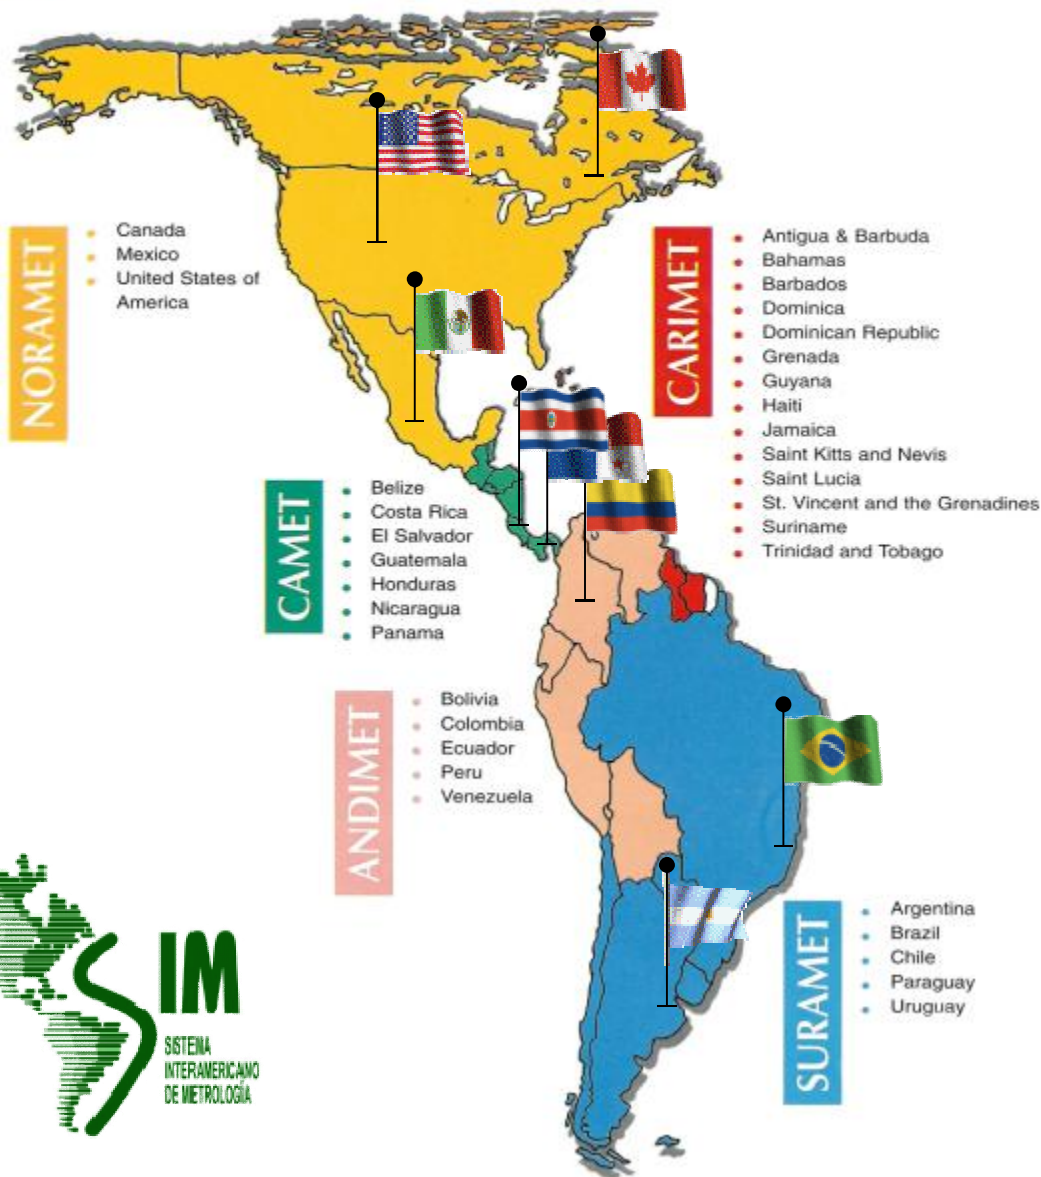 NORAMET
Canada
Mexico
United States of
America
CARIMET
Antigua & Barbuda
Bahamas
Barbados
Dominica
Dominican Republic
Grenada
Guyana
Haiti
Jamaica
Saint Kitts and Nevis
Saint Lucia
St. Vincent and the Grenadines
Suriname
Trinidad and Tobago
CAMET
Belize
Costa Rica
El Salvador
Guatemala
Honduras
Nicaragua
Panama
ANDIMET
Bolivia
Colombia
Ecuador
Peru
Venezuela
SURAMET
Argentina
Brazil
Chile
Paraguay
Uruguay
SIM
SISTEMA
INTERAMERICANO
DE METROLOGÍA